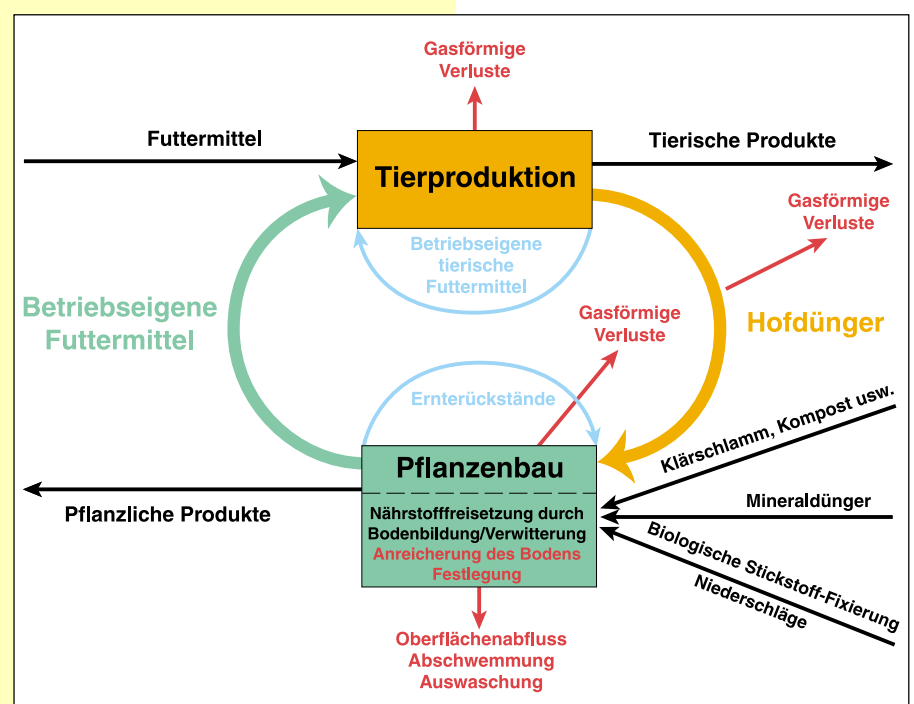 Gasförmige
Verluste
Futtermittel
Tierische Produkte
Tierproduktion
Gasförmige
Verluste
Betriebseigene
tierische
Futtermittel
Betriebseigene
Futtermittel
Gasförmige
Verluste
Hofdünger
Ernterückstände
Klärschlamm, Kompost usw.
Pflanzenbau
Pflanzliche Produkte
Mineraldünger
Nährstofffreisetzung durch
Bodenbildung/Verwitterung
Anreicherung des Bodens
Festlegung
Biologische Stickstoff-Fixierung
Niederschläge
Oberflächenabfluss
Abschwemmung
Auswaschung